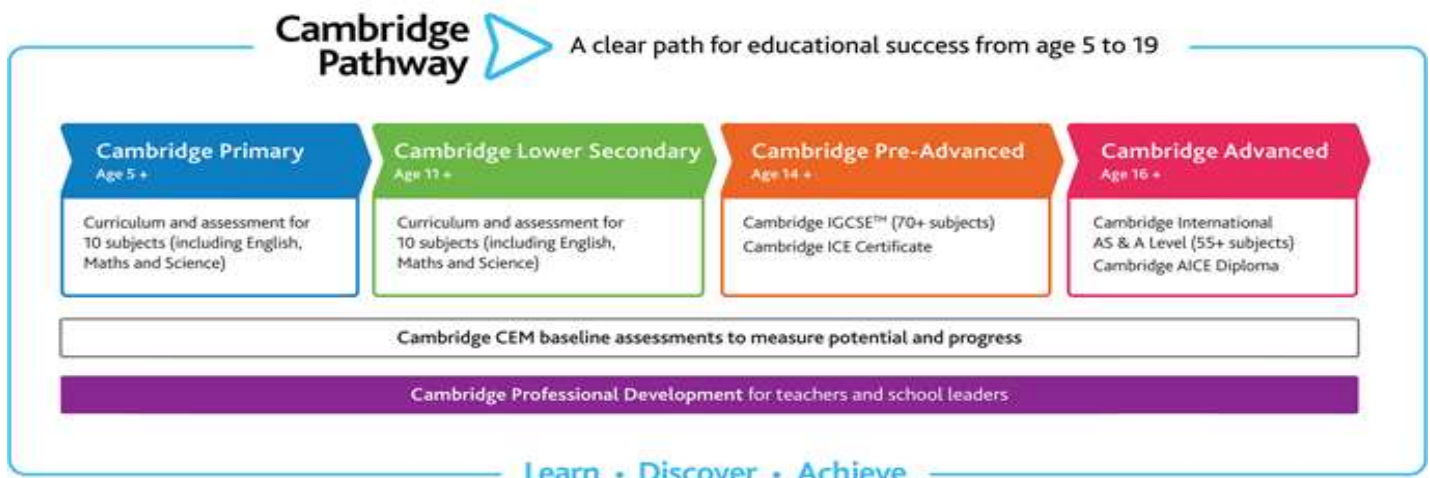 Cambridge
Pathway
A clear path for educational success from age 5 to 19
Cambridge Primary
Age 5 +
Curriculum and assessment for
10 subjects (including English,
Maths and Science)
Cambridge Lower Secondary
Age 11 +
Curriculum and assessment for
10 subjects (including English,
Maths and Science)
Cambridge Pre-Advanced
Age 14 +
Cambridge IGCSE™ (70+ subjects)
Cambridge ICE Certificate
Cambridge Advanced
Age 16 +
Cambridge International
AS & A Level (55+ subjects)
Cambridge AICE Diploma
Cambridge CEM baseline assessments to measure potential and progress
Cambridge Professional Development for teachers and school leaders
Learn • Discover • Achieve